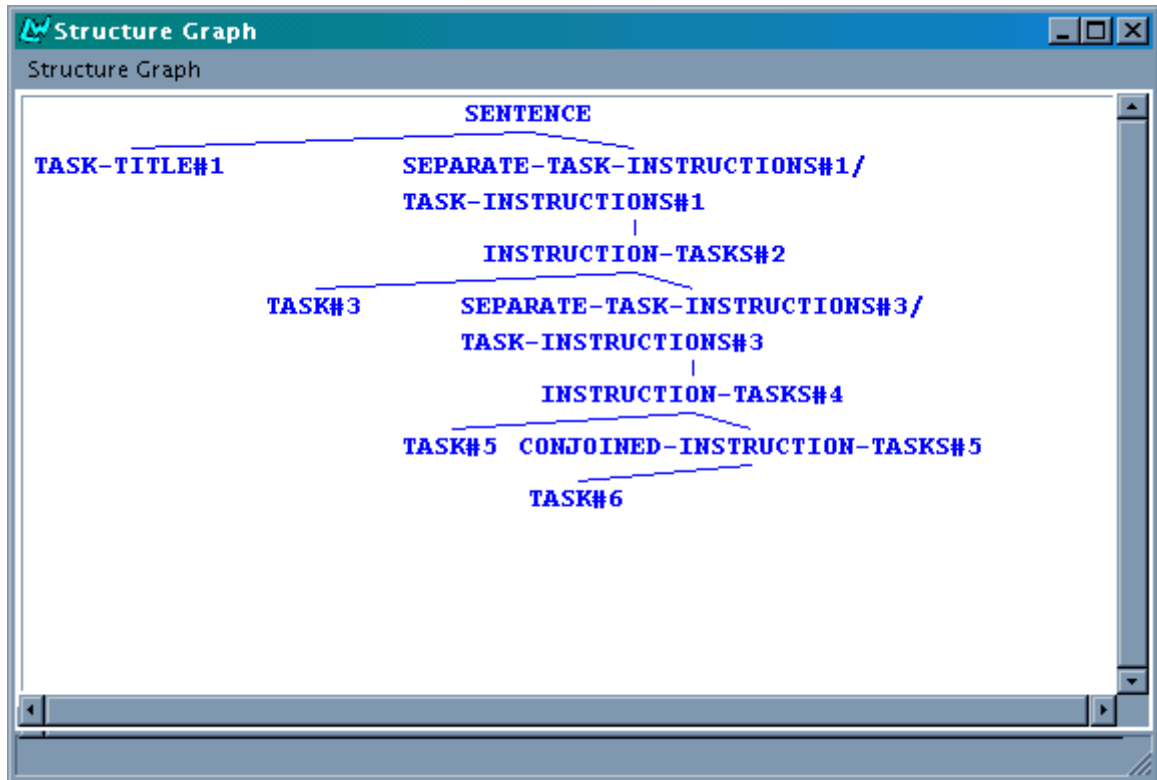 Structure Graph
Structure Graph
SENTENCE
TASK-TITLE#1 SEPARATE-TASK-INSTRUCTIONS#1/
TASK-INSTRUCTIONS#1
INSTRUCTION-TASKS#2
TASK#3 SEPARATE-TASK-INSTRUCTIONS#3/
TASK-INSTRUCTIONS#3
INSTRUCTION-TASKS#4
TASK#5 CONJOINED-INSTRUCTION-TASKS#5
TASK#6